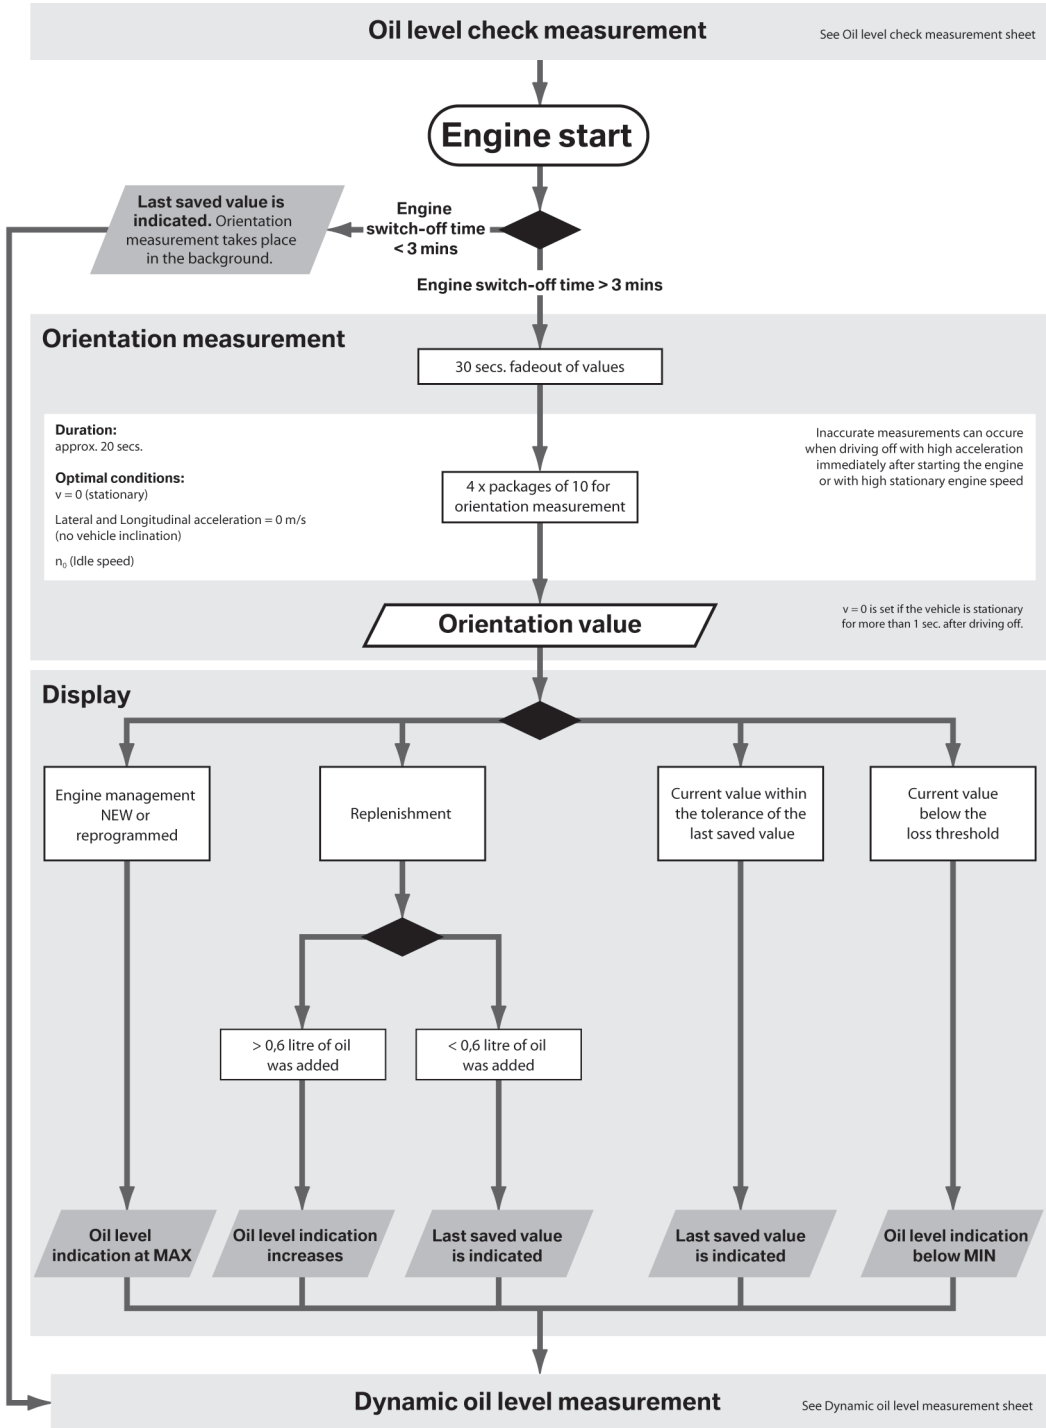 Oil level check measurement
See Oil level check measurement sheet
Engine start
Last saved value is
indicated. Orientation
measurement takes place
in the background.
Engine
switch-off time
< 3 mins
Engine switch-off time > 3 mins
Orientation measurement
30 secs. fadeout of values
Duration:
approx. 20 secs.
Optimal conditions:
v = 0 (stationary)
Lateral and Longitudinal acceleration = 0 m/s
(no vehicle inclination)
n₀ (Idle speed)
4 x packages of 10 for
orientation measurement
Inaccurate measurements can occure
when driving off with high acceleration
immediately after starting the engine
or with high stationary engine speed
Orientation value
v = 0 is set if the vehicle is stationary
for more than 1 sec. after driving off.
Display
Engine management
NEW or
reprogrammed
Replenishment
Current value within
the tolerance of the
last saved value
Current value
below the
loss threshold
> 0,6 litre of oil
was added
< 0,6 litre of oil
was added
Oil level
indication at MAX
Oil level indication
increases
Last saved value
is indicated
Last saved value
is indicated
Oil level indication
below MIN
Dynamic oil level measurement
See Dynamic oil level measurement sheet